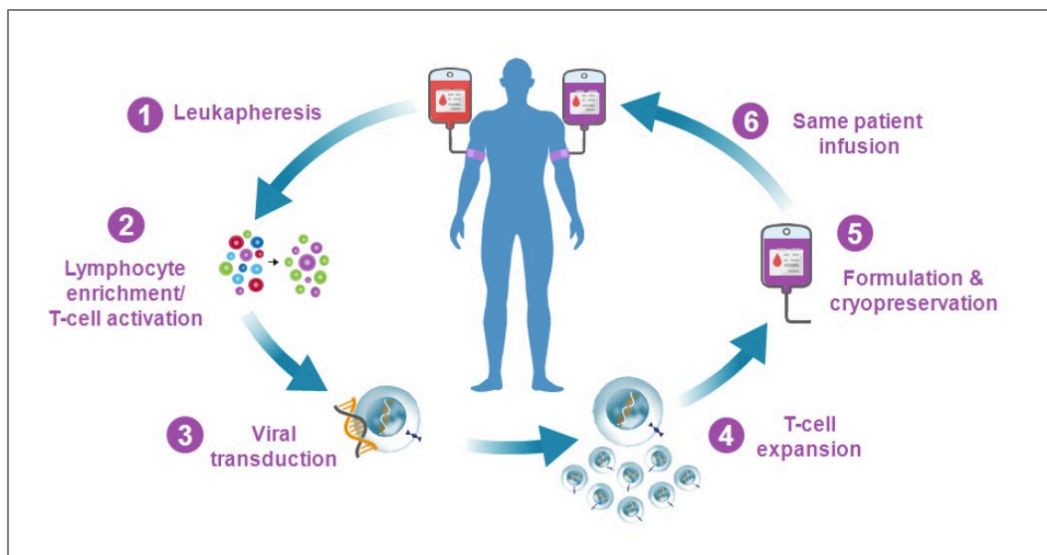 1 Leukapheresis
2
Lymphocyte
enrichment/
T-cell activation
3 Viral
transduction
4 T-cell
expansion
5
Formulation &
cryopreservation
6 Same patient
infusion